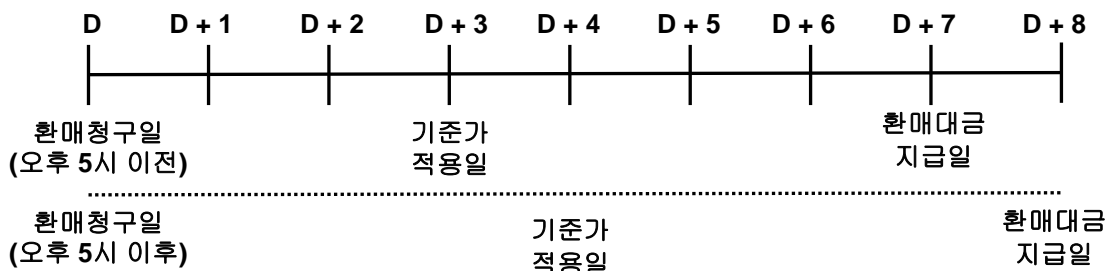 D D + 1 D + 2 D + 3 D + 4 D + 5 D + 6 D + 7 D + 8
환매청구일
(오후 5시 이전)
기준가
적용일
환매대금
지급일
환매청구일
(오후 5시 이후)
기준가
적용일
환매대금
지급일